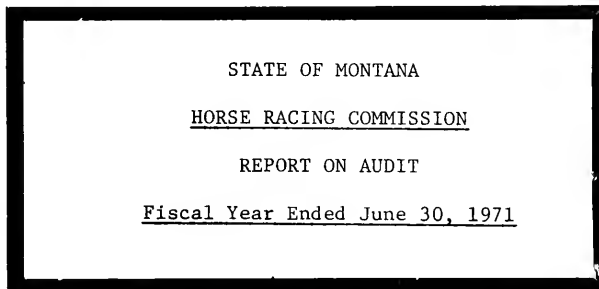 STATE OF MONTANA
HORSE RACING COMMISSION
REPORT ON AUDIT
Fiscal Year Ended June 30, 1971